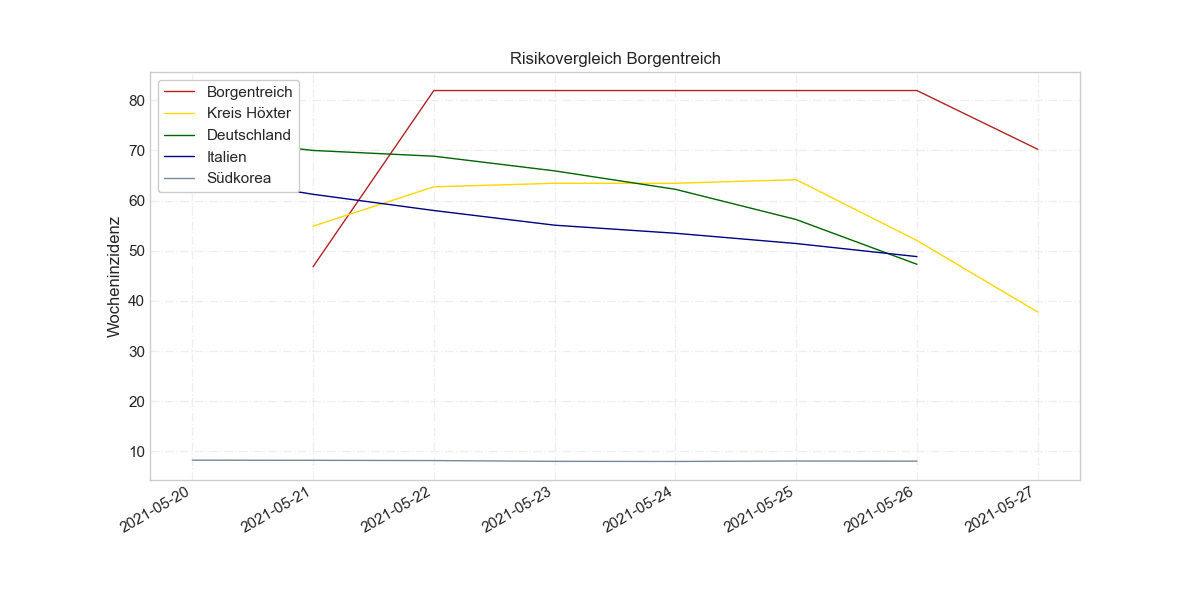 Risikovergleich Borgentreich
Borgentreich
Kreis Höxter
Deutschland
Italien
Südkorea
Wocheninzidenz
80
70
60
50
40
30
20
10
2021-05-20
2021-05-21
2021-05-22
2021-05-23
2021-05-24
2021-05-25
2021-05-26
2021-05-27